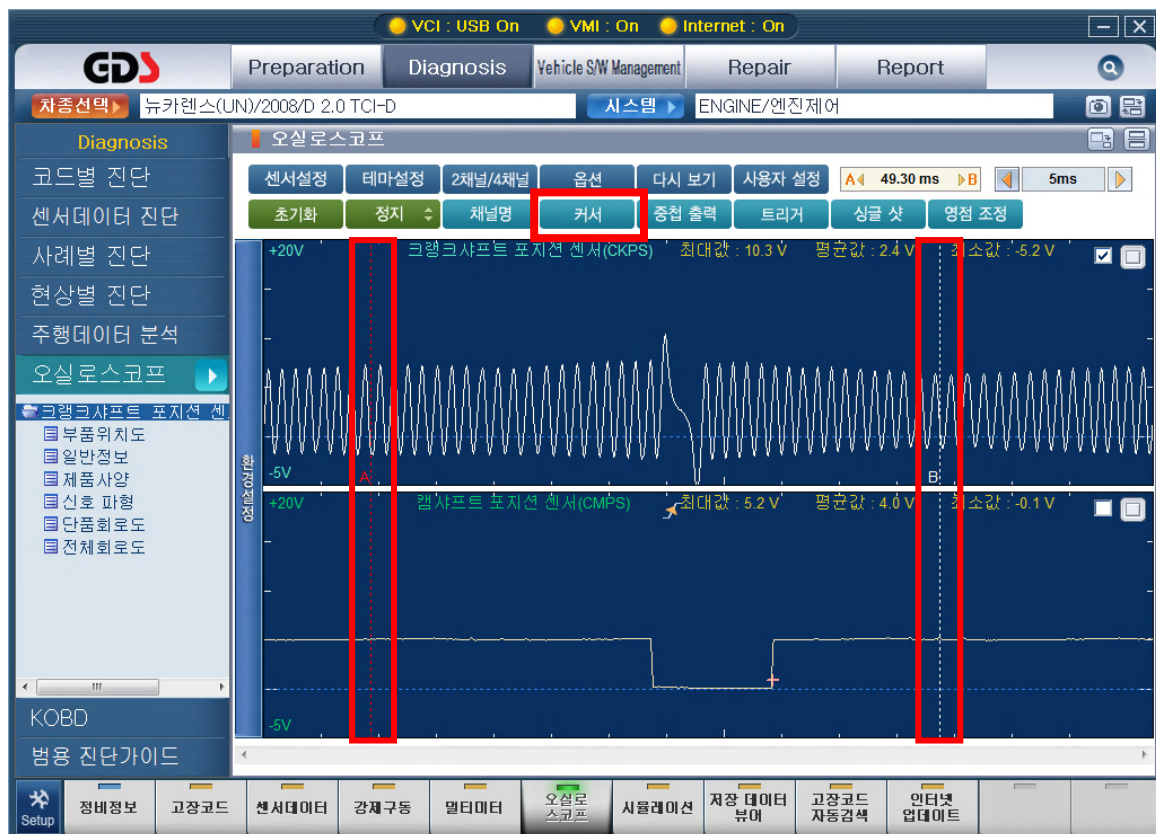 VCI : USB On VMI : On Internet : On
GDS
Preparation Diagnosis Vehicle S/W Management Repair Report
차종선택 뉴카렌스(UN)/2008/D 2.0 TCI-D 시스템 ENGINE/엔진제어
Diagnosis
코드별 진단
센서데이터 진단
사례별 진단
현상별 진단
주행데이터 분석
오실로스코프
크랭크샤프트 포지션 센
부품위치도
일반정보
제품사양
신호 파형
단품회로도
전체회로도
KOBD
범용 진단가이드
오실로스코프
센서설정 테마설정 2채널/4채널 옵션 다시 보기 사용자 설정 A 49.30 ms B 5ms
초기화 정지 채널명 커서 중첩 출력 트리거 싱글 샷 영점 조정
환경설정
+20V 크랭크샤프트 포지션 센서(CKPS) 최대값 : 10.3 V 평균값 : 2.4 V 최소값 : -5.2 V
-5V A B
+20V 캠샤프트 포지션 센서(CMPS) 최대값 : 5.2 V 평균값 : 4.0 V 최소값 : -0.1 V
-5V
Setup 정비정보 고장코드 센서데이터 강제구동 멀티미터 오실로 시뮬레이션 저장 데이터 고장코드 인터넷
스코프 뷰어 자동검색 업데이트